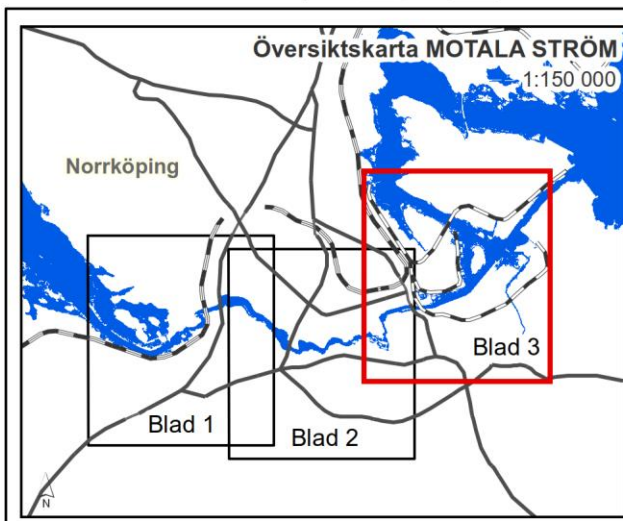 Översiktskarta MOTALA STRÖM
1:150 000
Norrköping
Blad 3
Blad 1
Blad 2
N